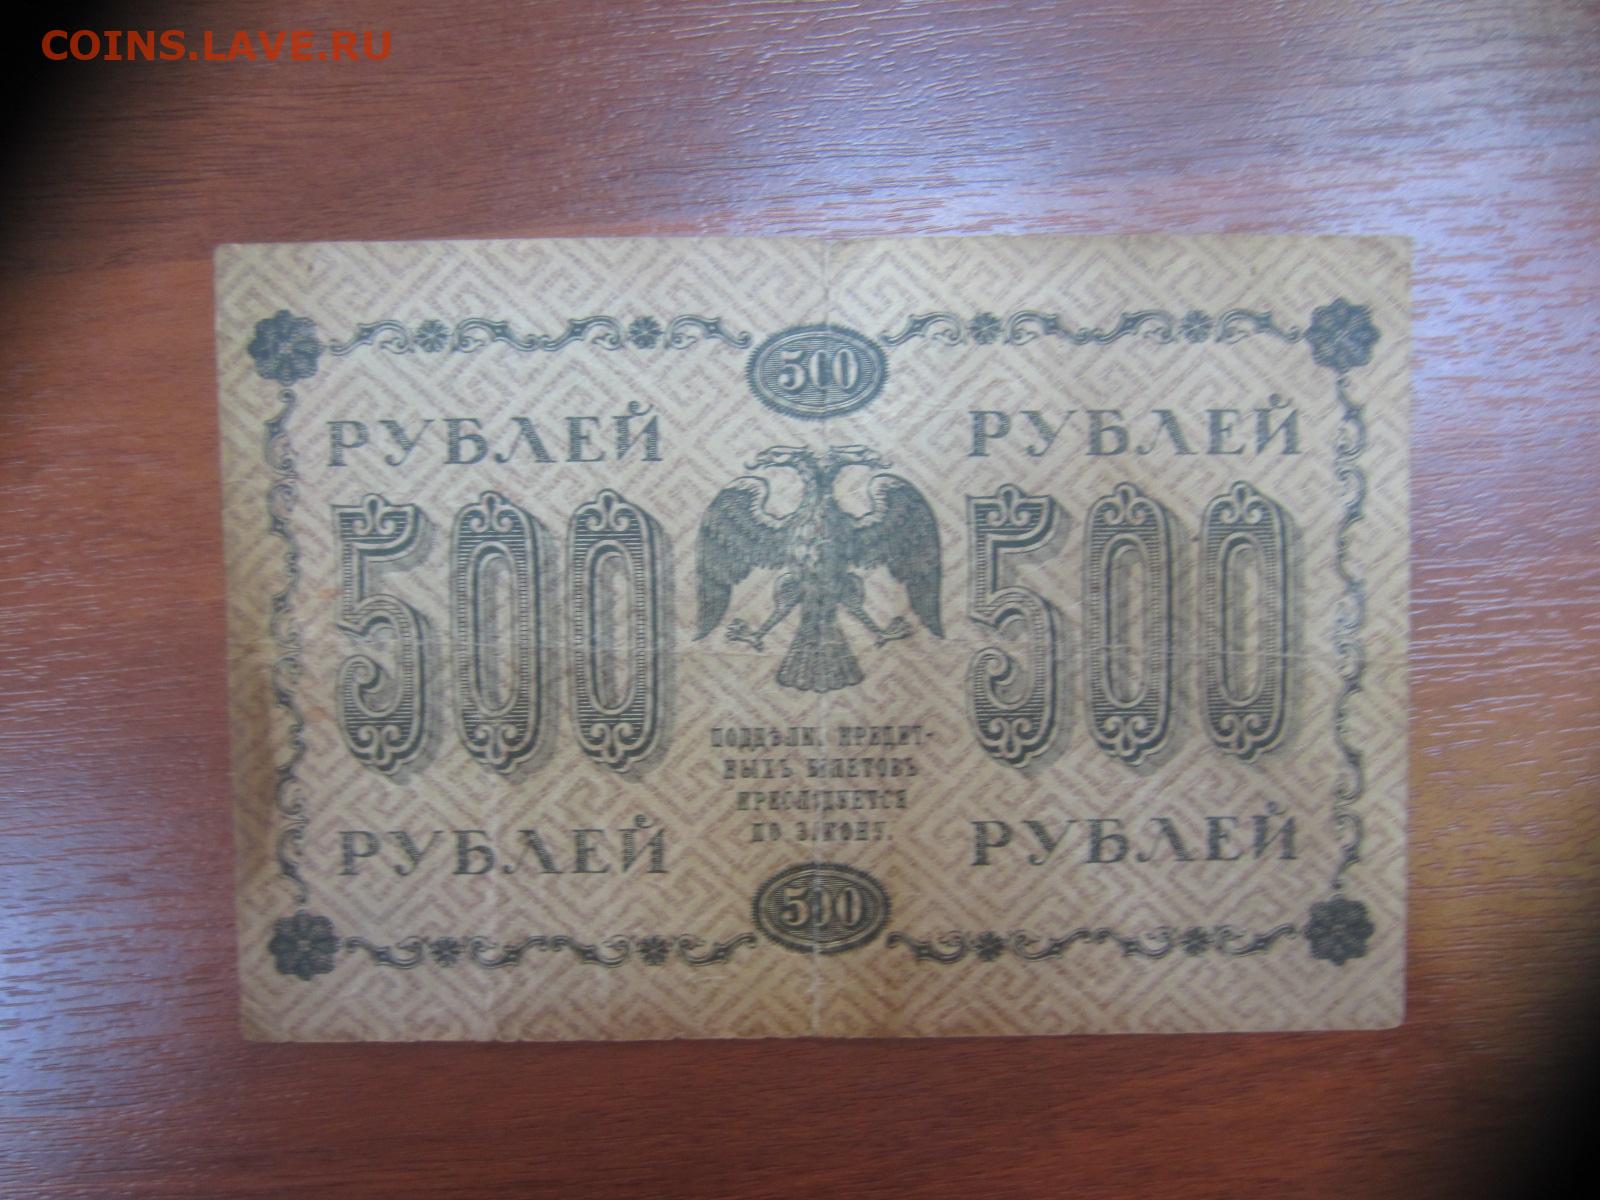 COINS.LAVE.RU
500
РУБЛЕЙ РУБЛЕЙ
500 500
ПОДДѢЛКА КРЕДИТ-
НЫХЪ БИЛЕТОВЪ
ПРЕСЛѢДУЕТСЯ
ПО ЗАКОНУ.
РУБЛЕЙ РУБЛЕЙ
500